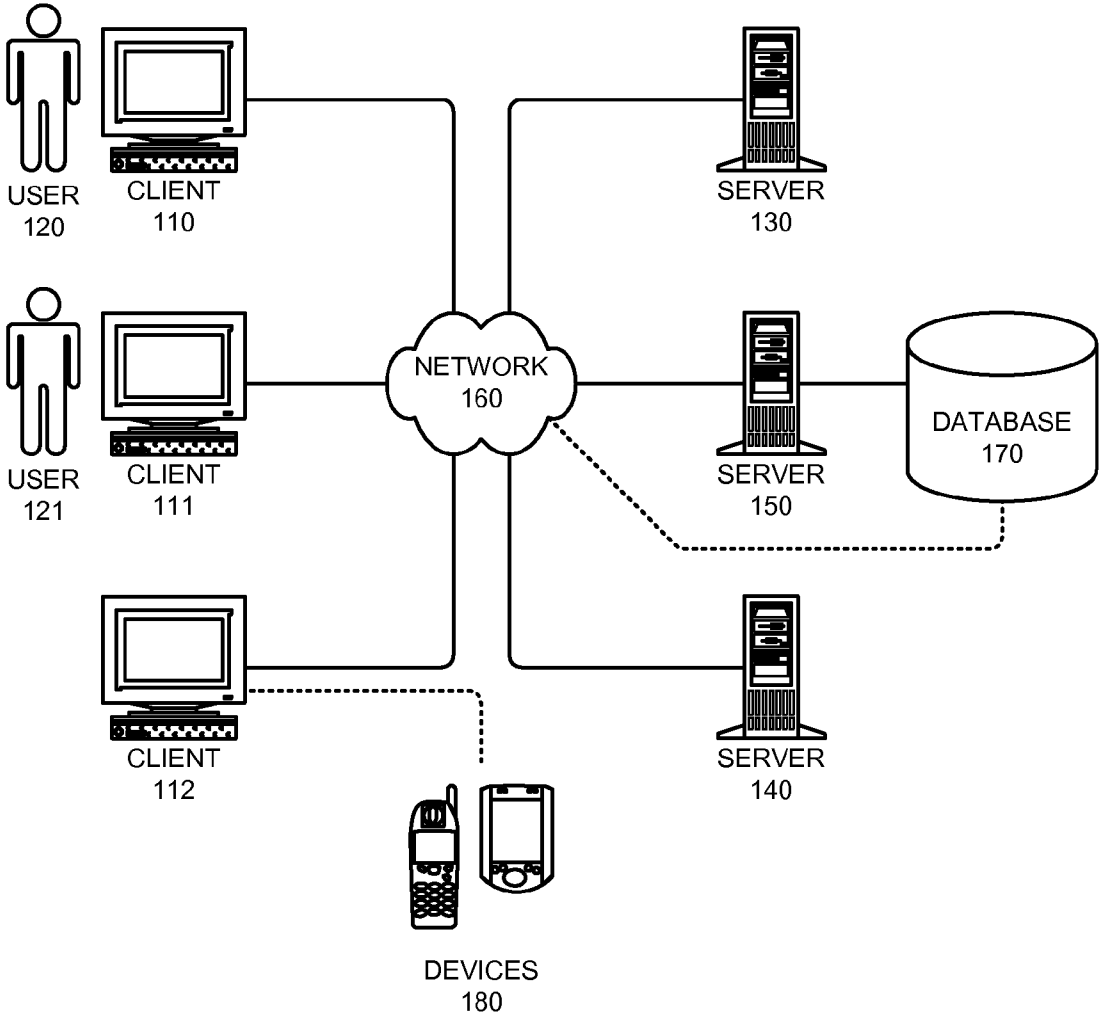 USER
120
CLIENT
110
SERVER
130
NETWORK
160
USER
121
CLIENT
111
SERVER
150
DATABASE
170
CLIENT
112
SERVER
140
DEVICES
180